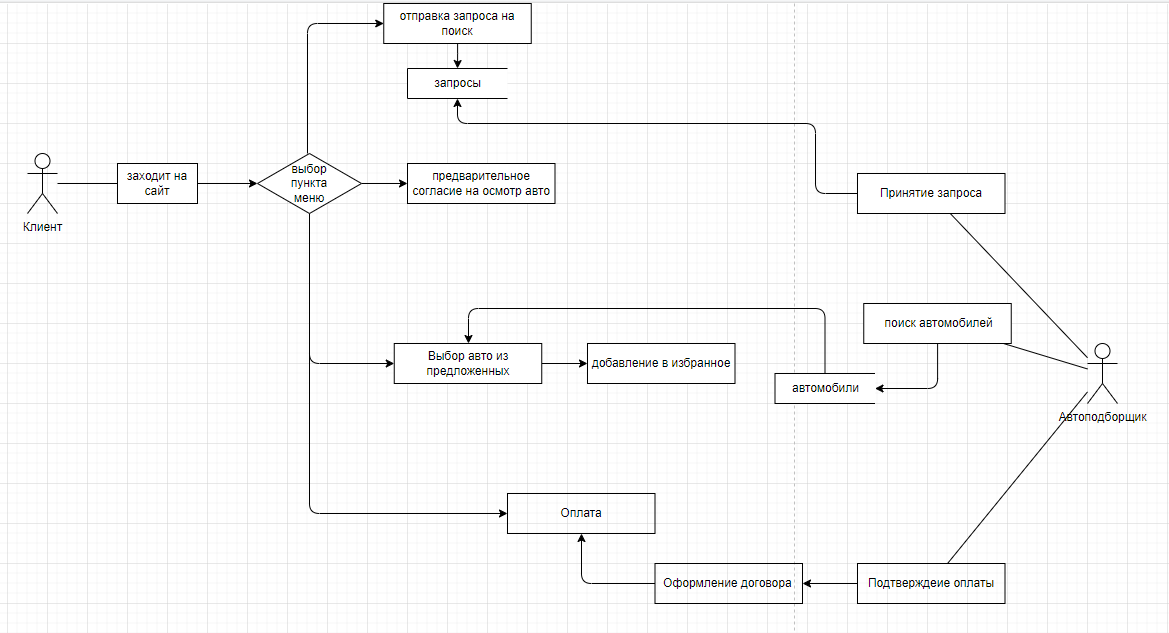 отправка запроса на
поиск
запросы
заходит на
сайт
выбор
пункта
меню
предварительное
согласие на осмотр авто
Принятие запроса
Клиент
поиск автомобилей
Выбор авто из
предложенных
добавление в избранное
автомобили
Автоподборщик
Оплата
Оформление договора
Подтверждеие оплаты